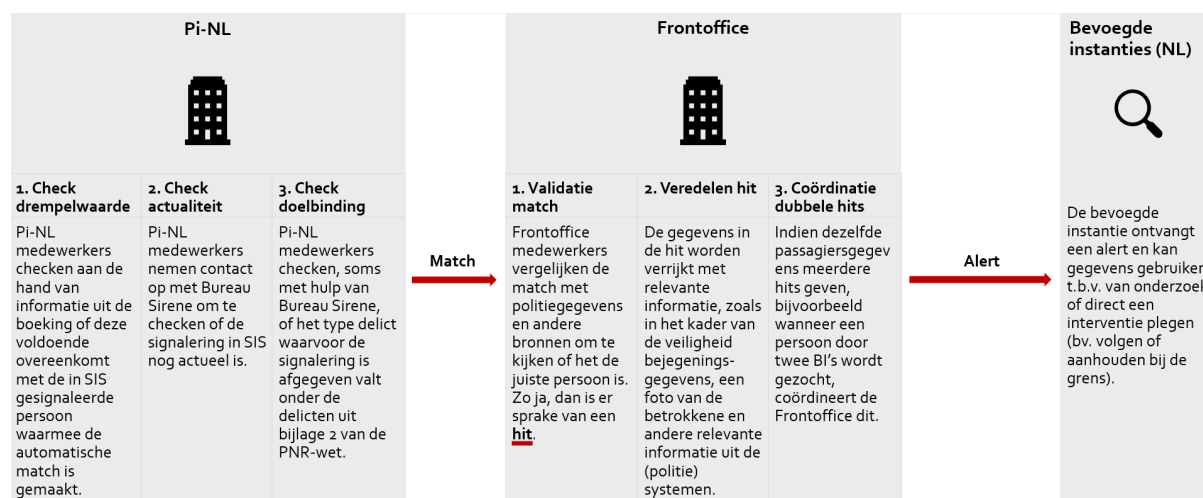 Pi-NL
1. Check
drempelwaarde
Pi-NL
medewerkers
checken aan de
hand van
informatie uit de
boeking of deze
voldoende
overeenkomt
met de in SIS
gesignaleerde
persoon
waarmee de
automatische
match is
gemaakt.
2. Check
actualiteit
Pi-NL
medewerkers
nemen contact
op met Bureau
Sirene om te
checken of de
signalering in SIS
nog actueel is.
3. Check
doelbinding
Pi-NL
medewerkers
checken, soms
met hulp van
Bureau Sirene,
of het type delict
waarvoor de
signalering is
afgegeven valt
onder de
delicten uit
bijlage 2 van de
PNR-wet.
Match
Frontoffice
1. Validatie
match
Frontoffice
medewerkers
vergelijken de
match met
politiegegevens
en andere
bronnen om te
kijken of het de
juiste persoon is.
Zo ja, dan is er
sprake van een
hit.
2. Veredelen hit
De gegevens in
de hit worden
verrijkt met
relevante
informatie, zoals
in het kader van
de veiligheid
bejegenings-
gegevens, een
foto van de
betrokkene en
andere relevante
informatie uit de
(politie)
systemen.
3. Coördinatie
dubbele hits
Indien dezelfde
passagiersgegev
ens meerdere
hits geven,
bijvoorbeeld
wanneer een
persoon door
twee BI's wordt
gezocht,
coördineert de
Frontoffice dit.
Alert
Bevoegde
instanties (NL)
De bevoegde
instantie ontvangt
een alert en kan
gegevens gebruiken
t.b.v. van onderzoek
of direct een
interventie plegen
(bv. volgen of
aanhouden bij de
grens).